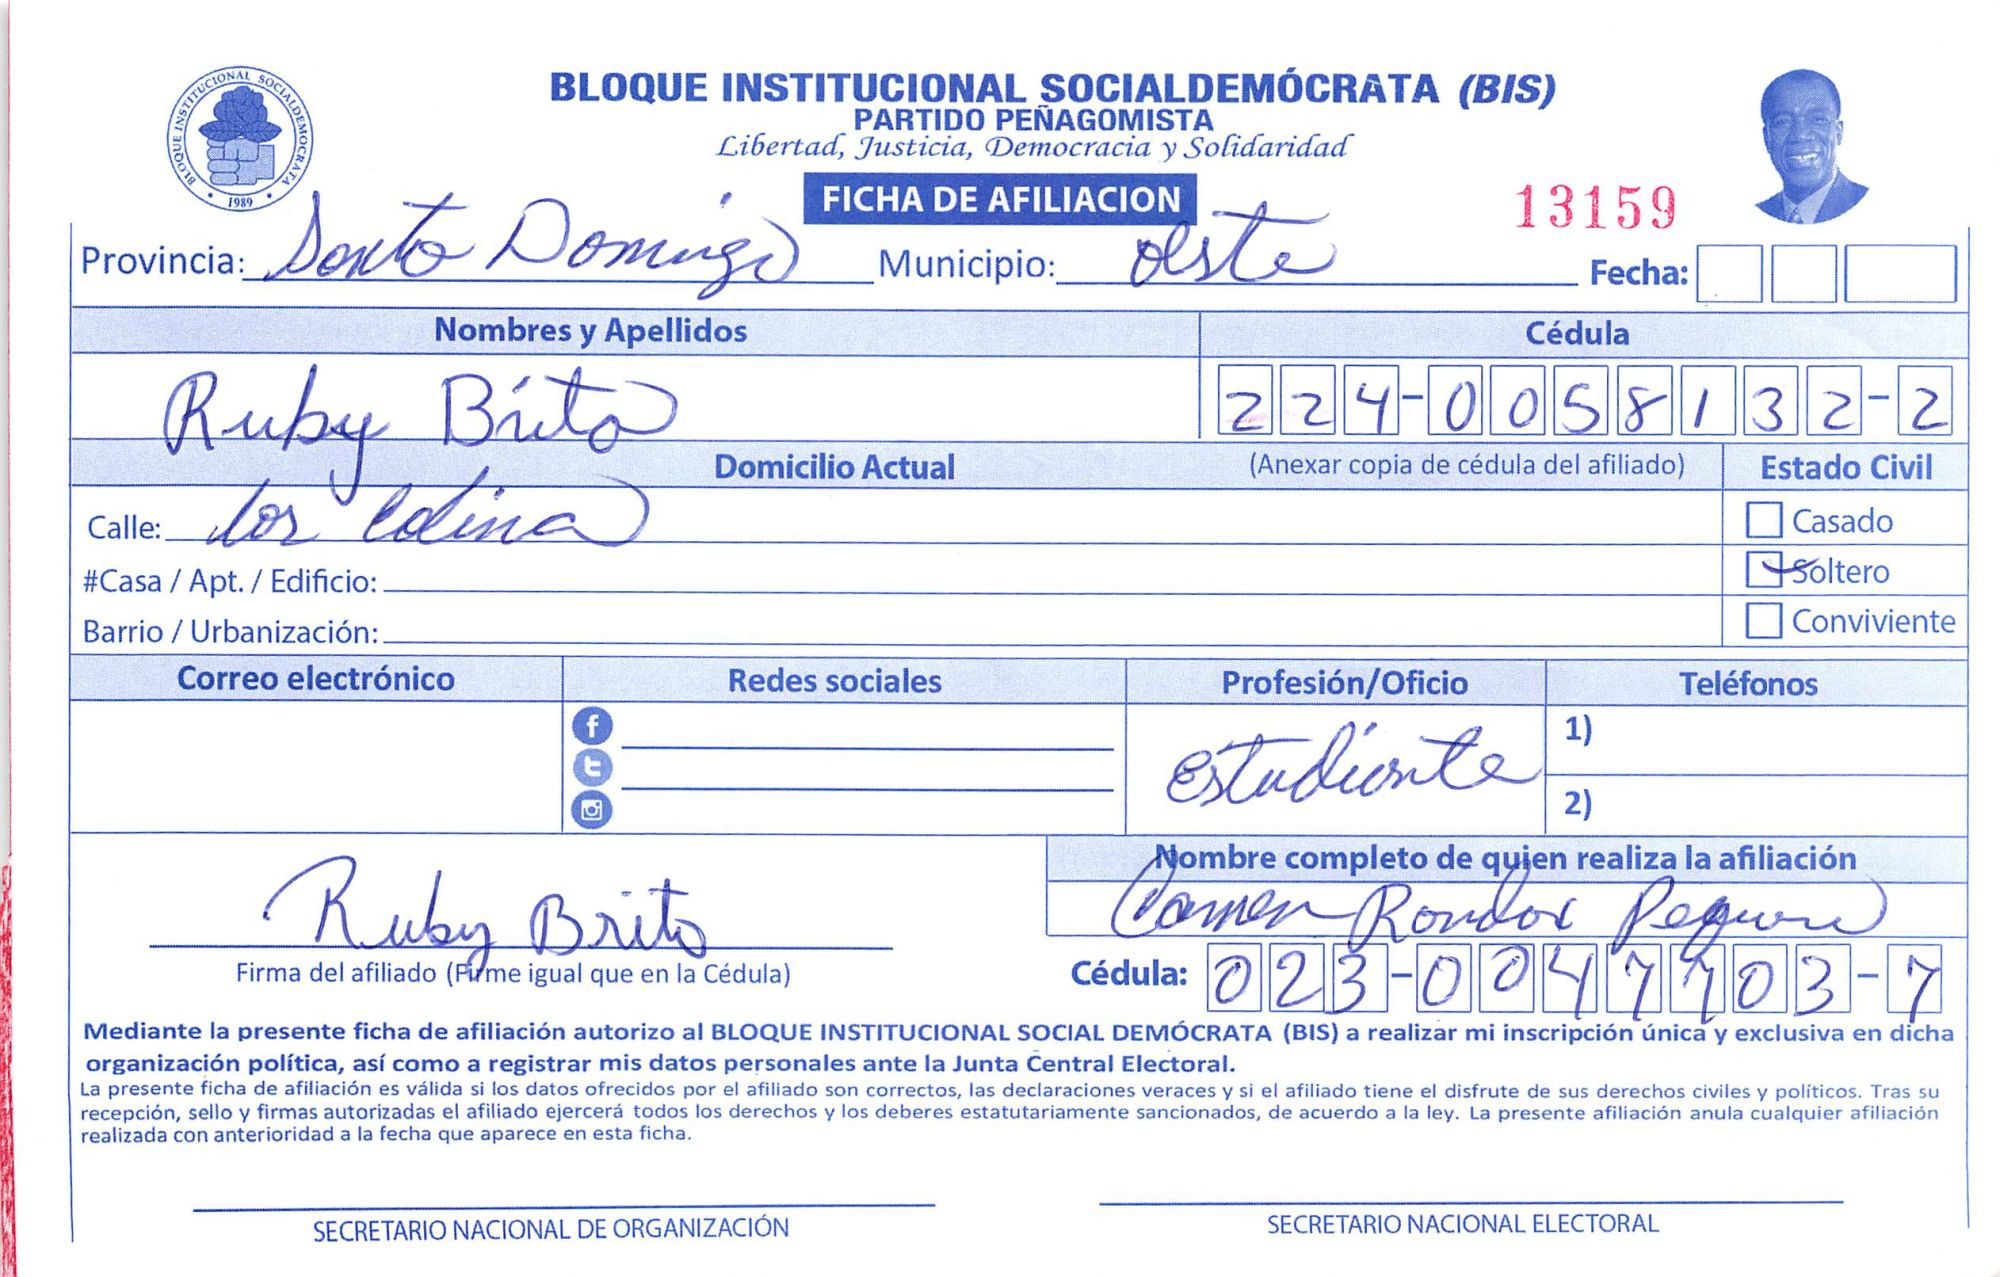 BLOQUE INSTITUCIONAL SOCIALDEMOCRATA
1989
BLOQUE INSTITUCIONAL SOCIALDEMÓCRATA (BIS)
PARTIDO PEÑAGOMISTA
Libertad, Justicia, Democracia y Solidaridad
FICHA DE AFILIACION
13159
Provincia: Santo Domingo Municipio: Oeste Fecha:
Nombres y Apellidos Cédula
Ruby Brito 224-0058132-2
Domicilio Actual (Anexar copia de cédula del afiliado) Estado Civil
Calle: Los Colina Casado
#Casa / Apt. / Edificio: Soltero
Barrio / Urbanización: Conviviente
Correo electrónico Redes sociales Profesión/Oficio Teléfonos
Estudiante 1)
2)
Nombre completo de quien realiza la afiliación
Ruby Brito Carmen Rondox
Firma del afiliado (Firme igual que en la Cédula) Cédula: 023-0047703-7
Mediante la presente ficha de afiliación autorizo al BLOQUE INSTITUCIONAL SOCIAL DEMÓCRATA (BIS) a realizar mi inscripción única y exclusiva en dicha
organización política, así como a registrar mis datos personales ante la Junta Central Electoral.
La presente ficha de afiliación es válida si los datos ofrecidos por el afiliado son correctos, las declaraciones veraces y si el afiliado tiene el disfrute de sus derechos civiles y políticos. Tras su
recepción, sello y firmas autorizadas el afiliado ejercerá todos los derechos y los deberes estatutariamente sancionados, de acuerdo a la ley. La presente afiliación anula cualquier afiliación
realizada con anterioridad a la fecha que aparece en esta ficha.
SECRETARIO NACIONAL DE ORGANIZACIÓN SECRETARIO NACIONAL ELECTORAL